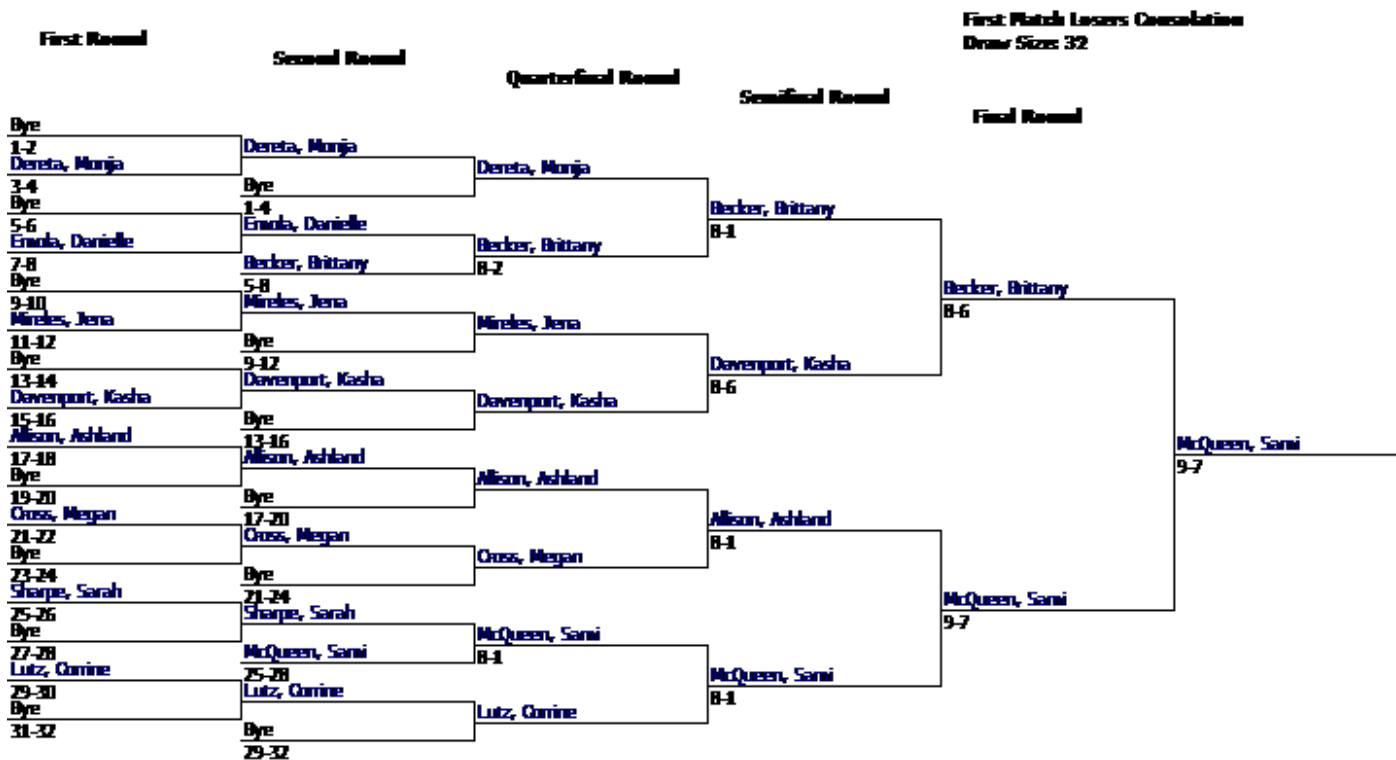 First Match Losers Consolation
Draw Size: 32
First Round
Second Round
Quarterfinal Round
Semifinal Round
Final Round
Bye
1-2
Dereta, Monja
3-4
Bye
5-6
Emola, Danielle
7-8
Bye
9-10
Mireles, Jena
11-12
Bye
13-14
Davenport, Kasha
15-16
Allison, Ashland
17-18
Bye
19-20
Cross, Megan
21-22
Bye
23-24
Sharpe, Sarah
25-26
Bye
27-28
Lutz, Corrine
29-30
Bye
31-32
Dereta, Monja
Bye
1-4
Emola, Danielle
Becker, Brittany
5-8
Mireles, Jena
Bye
9-12
Davenport, Kasha
Bye
13-16
Allison, Ashland
Bye
17-20
Cross, Megan
Bye
21-24
Sharpe, Sarah
McQueen, Sami
25-28
Lutz, Corrine
Bye
29-32
Dereta, Monja
Becker, Brittany
8-2
Mireles, Jena
Davenport, Kasha
Allison, Ashland
Cross, Megan
McQueen, Sami
8-1
Lutz, Corrine
Becker, Brittany
8-1
Davenport, Kasha
8-6
Allison, Ashland
8-1
McQueen, Sami
8-1
Becker, Brittany
8-6
McQueen, Sami
9-7
McQueen, Sami
9-7